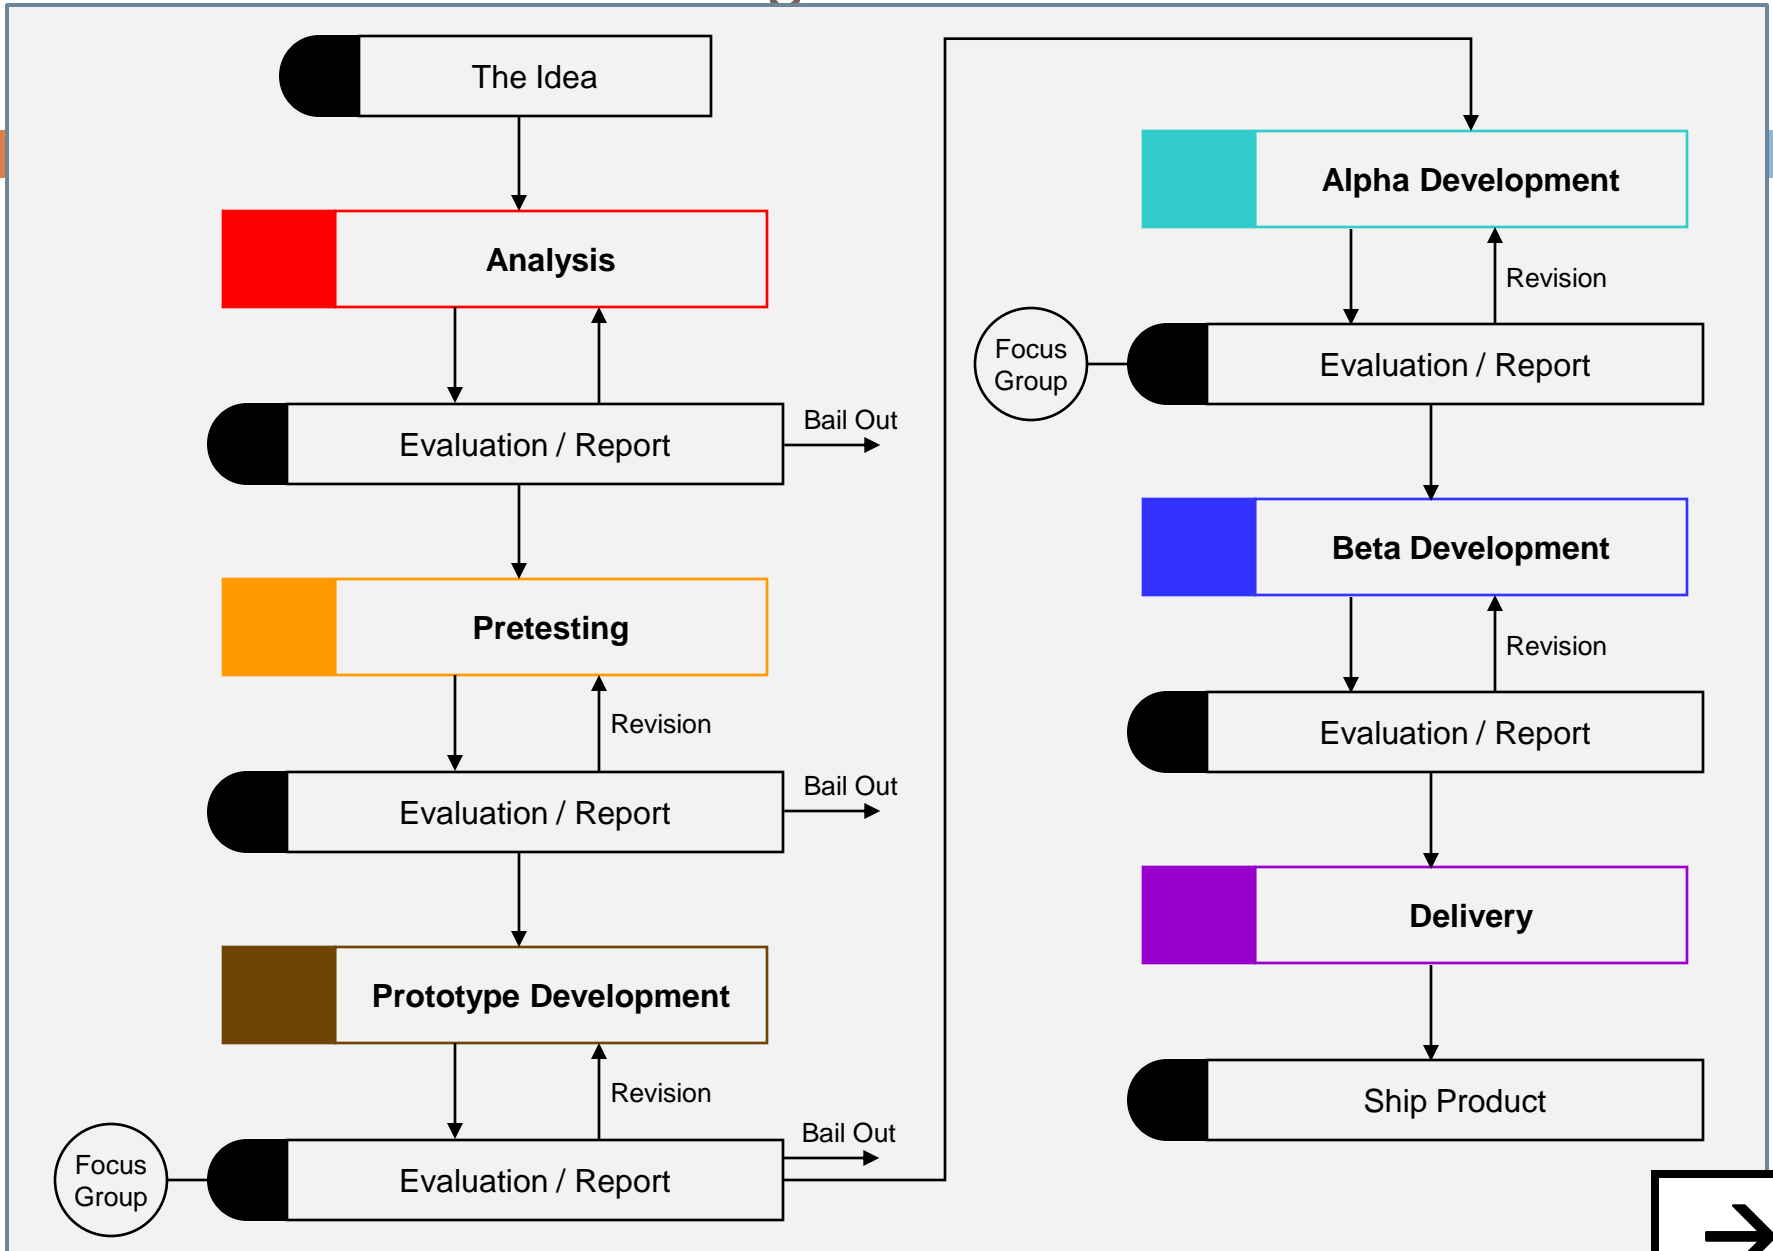 The Idea
Analysis
Evaluation / Report
Bail Out
Pretesting
Revision
Evaluation / Report
Bail Out
Prototype Development
Revision
Focus
Group
Evaluation / Report
Bail Out
Alpha Development
Revision
Focus
Group
Evaluation / Report
Beta Development
Revision
Evaluation / Report
Delivery
Ship Product